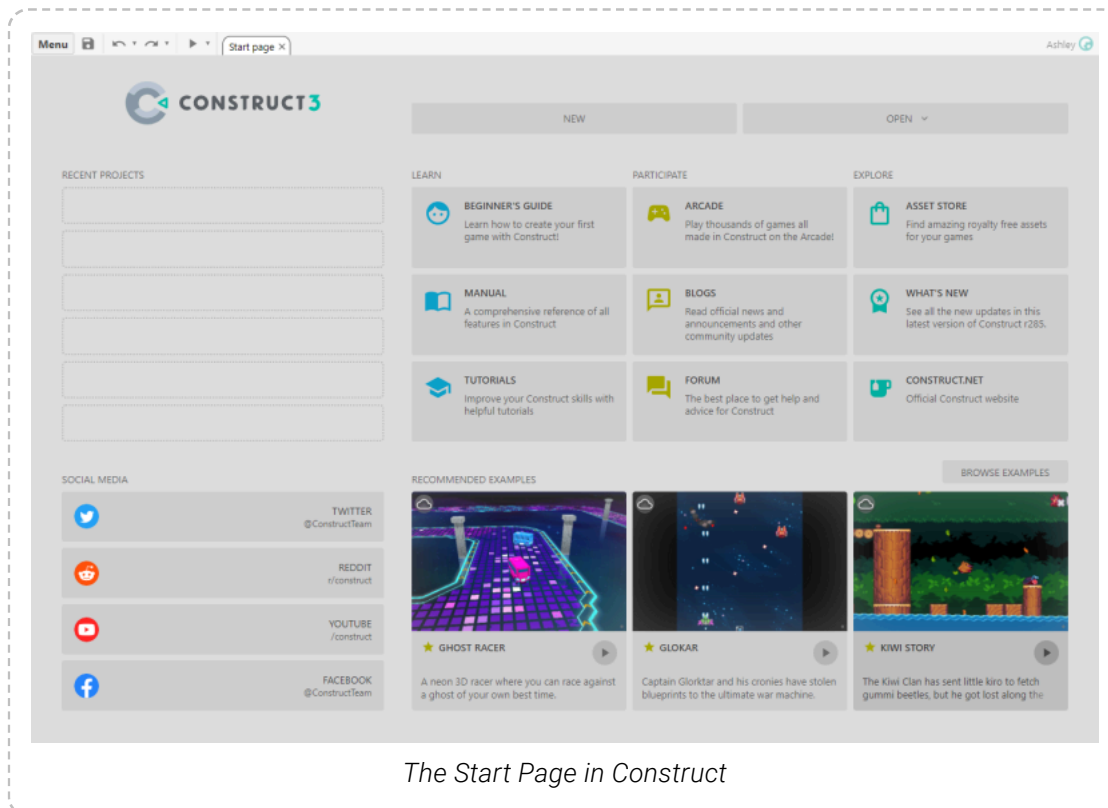 Menu
Start page ×
Ashley
CONSTRUCT3
NEW
OPEN
RECENT PROJECTS
LEARN
PARTICIPATE
EXPLORE
BEGINNER'S GUIDE
Learn how to create your first
game with Construct!
ARCADE
Play thousands of games all
made in Construct on the Arcade!
ASSET STORE
Find amazing royalty free assets
for your games
MANUAL
A comprehensive reference of all
features in Construct
BLOGS
Read official news and
announcements and other
community updates
WHAT'S NEW
See all the new updates in this
latest version of Construct r285.
TUTORIALS
Improve your Construct skills with
helpful tutorials
FORUM
The best place to get help and
advice for Construct
CONSTRUCT.NET
Official Construct website
SOCIAL MEDIA
TWITTER
@ConstructTeam
REDDIT
r/construct
YOUTUBE
/construct
FACEBOOK
@ConstructTeam
RECOMMENDED EXAMPLES
BROWSE EXAMPLES
GHOST RACER
A neon 3D racer where you can race against
a ghost of your own best time.
GLOKAR
Captain Glorktar and his cronies have stolen
blueprints to the ultimate war machine.
KIWI STORY
The Kiwi Clan has sent little kiro to fetch
gummi beetles, but he got lost along the
The Start Page in Construct